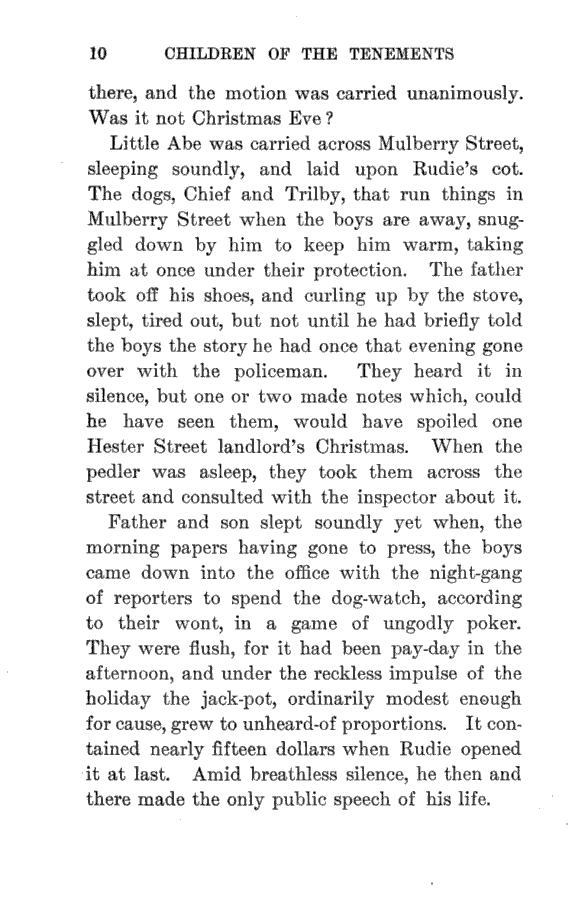 10 CHILDREN OF THE TENEMENTS
there, and the motion was carried unanimously.
Was it not Christmas Eve?
Little Abe was carried across Mulberry Street,
sleeping soundly, and laid upon Rudie's cot.
The dogs, Chief and Trilby, that run things in
Mulberry Street when the boys are away, snug-
gled down by him to keep him warm, taking
him at once under their protection. The father
took off his shoes, and curling up by the stove,
slept, tired out, but not until he had briefly told
the boys the story he had once that evening gone
over with the policeman. They heard it in
silence, but one or two made notes which, could
he have seen them, would have spoiled one
Hester Street landlord's Christmas. When the
pedler was asleep, they took them across the
street and consulted with the inspector about it.
Father and son slept soundly yet when, the
morning papers having gone to press, the boys
came down into the office with the night-gang
of reporters to spend the dog-watch, according
to their wont, in a game of ungodly poker.
They were flush, for it had been pay-day in the
afternoon, and under the reckless impulse of the
holiday the jack-pot, ordinarily modest enough
for cause, grew to unheard-of proportions. It con-
tained nearly fifteen dollars when Rudie opened
it at last. Amid breathless silence, he then and
there made the only public speech of his life.